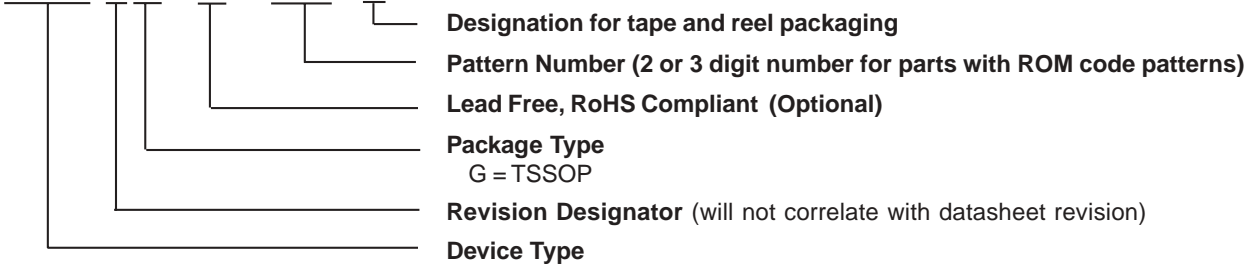 Designation for tape and reel packaging
Pattern Number (2 or 3 digit number for parts with ROM code patterns)
Lead Free, RoHS Compliant (Optional)
Package Type
G = TSSOP
Revision Designator (will not correlate with datasheet revision)
Device Type